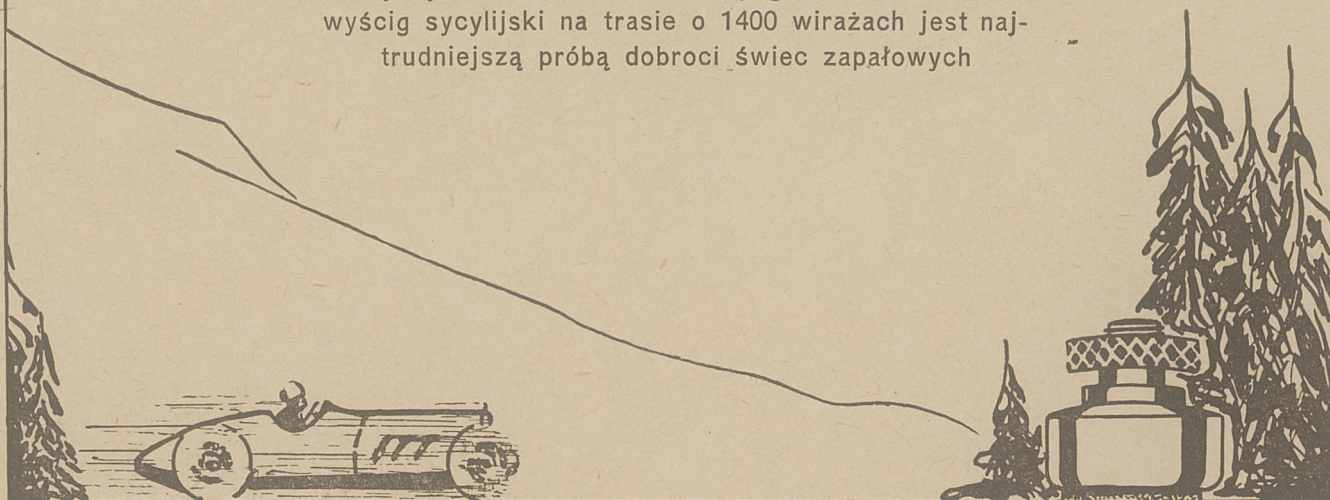 wyścig sycylijski na trasie o 1400 wirażach jest naj-
trudniejszą próbą dobroci świec zapałowych